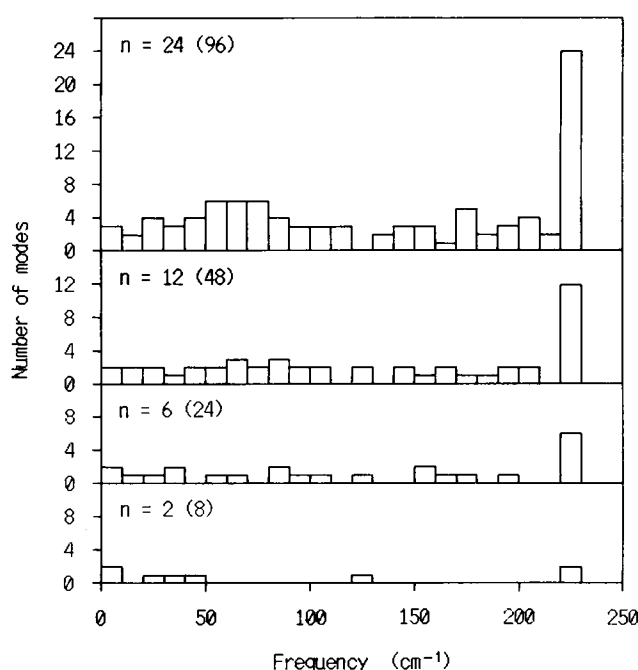 n = 24 (96)
24
20
16
12
8
4
0
n = 12 (48)
12
8
4
0
n = 6 (24)
8
4
0
n = 2 (8)
8
4
0
0 50 100 150 200 250
Number of modes
Frequency (cm⁻¹)